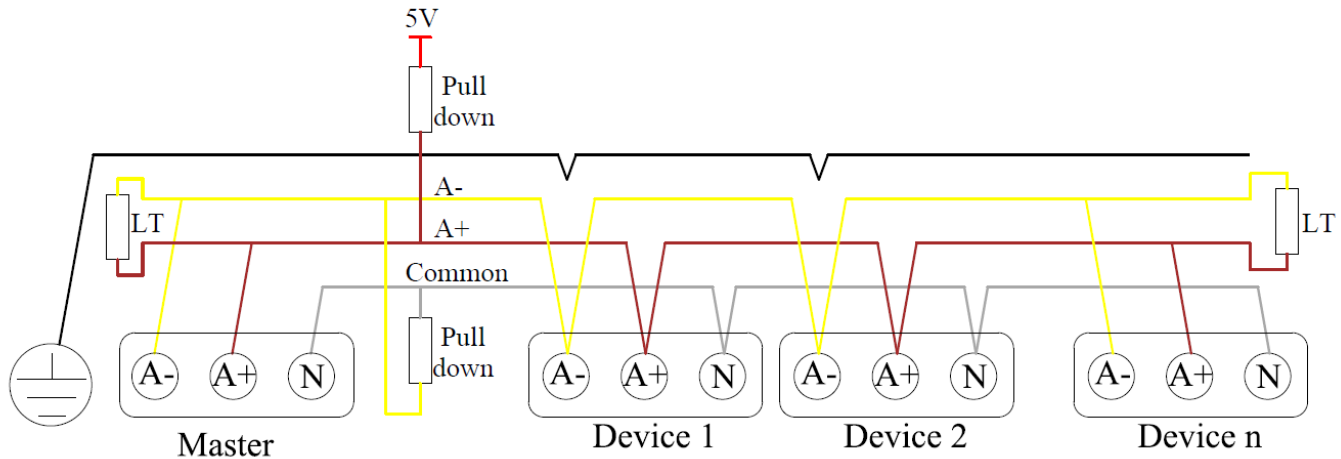 5V
Pull
down
A-
LT
A+
LT
Common
Pull
down
A-
A+
N
A-
A+
N
A-
A+
N
A-
A+
N
Master
Device 1
Device 2
Device n